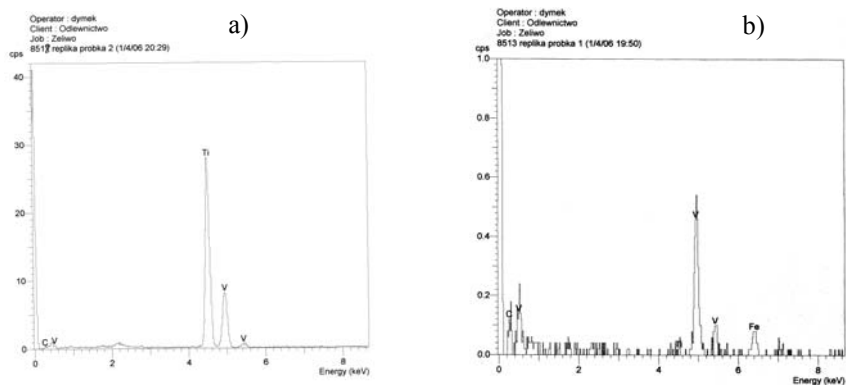 Operator : dymek
Client : Odlewnictwo
Job : Zeliwo
replika probka 2 (1/4/06 20:29)
a)
cps
40
30
20
10
0
Ti
V
C V
V
0 2 4 6 8
Energy (keV)
Operator : dymek
Client : Odlewnictwo
Job : Zeliwo
8513 replika probka 1 (1/4/06 19:50)
b)
cps
1.0
0.8
0.6
0.4
0.2
0.0
V
C
V
V
Fe
0 2 4 6 8
Energy (keV)